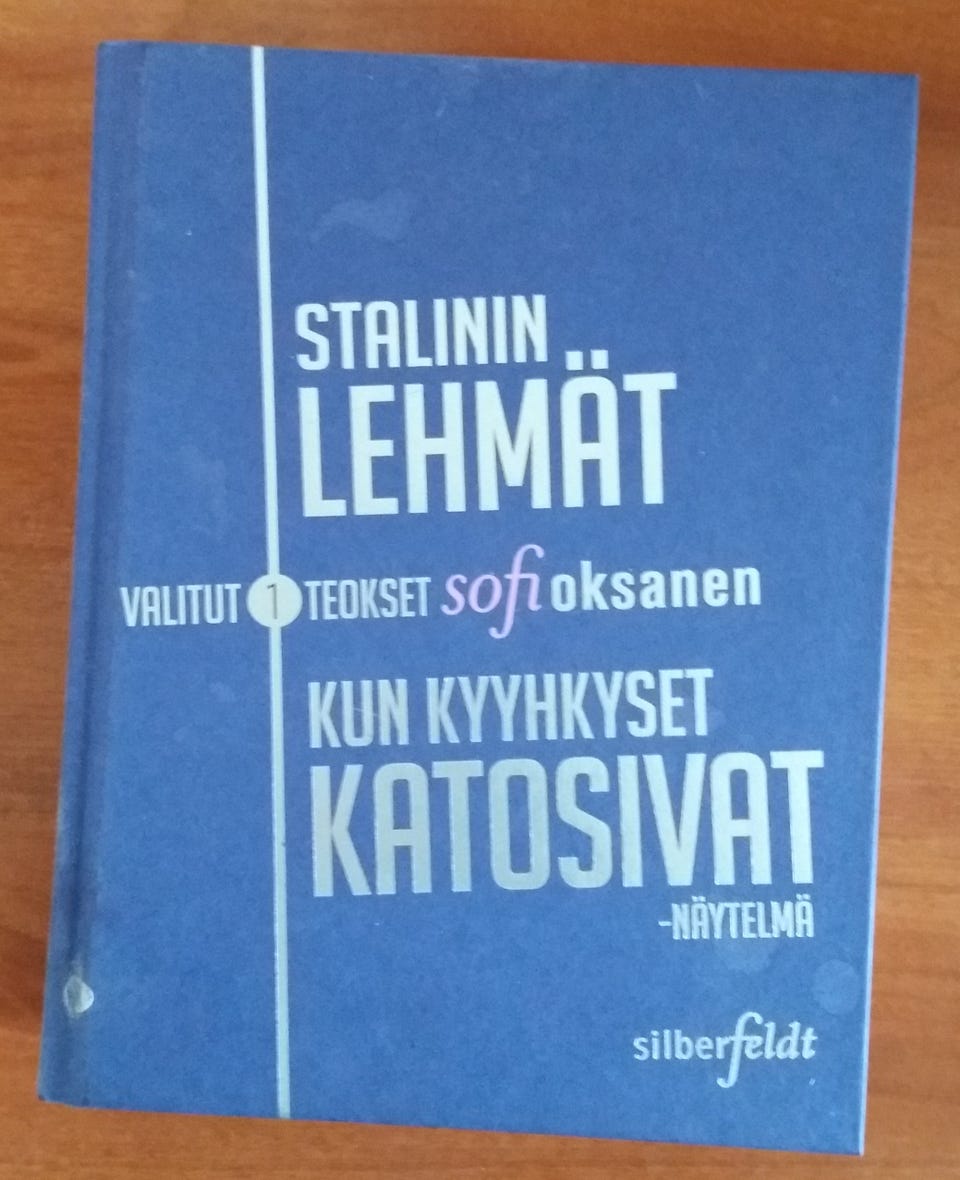 STALININ
LEHMÄT
VALITUT 1 TEOKSET sofi oksanen
KUN KYYHKYSET
KATOSIVAT
-NÄYTELMÄ
silberfeldt